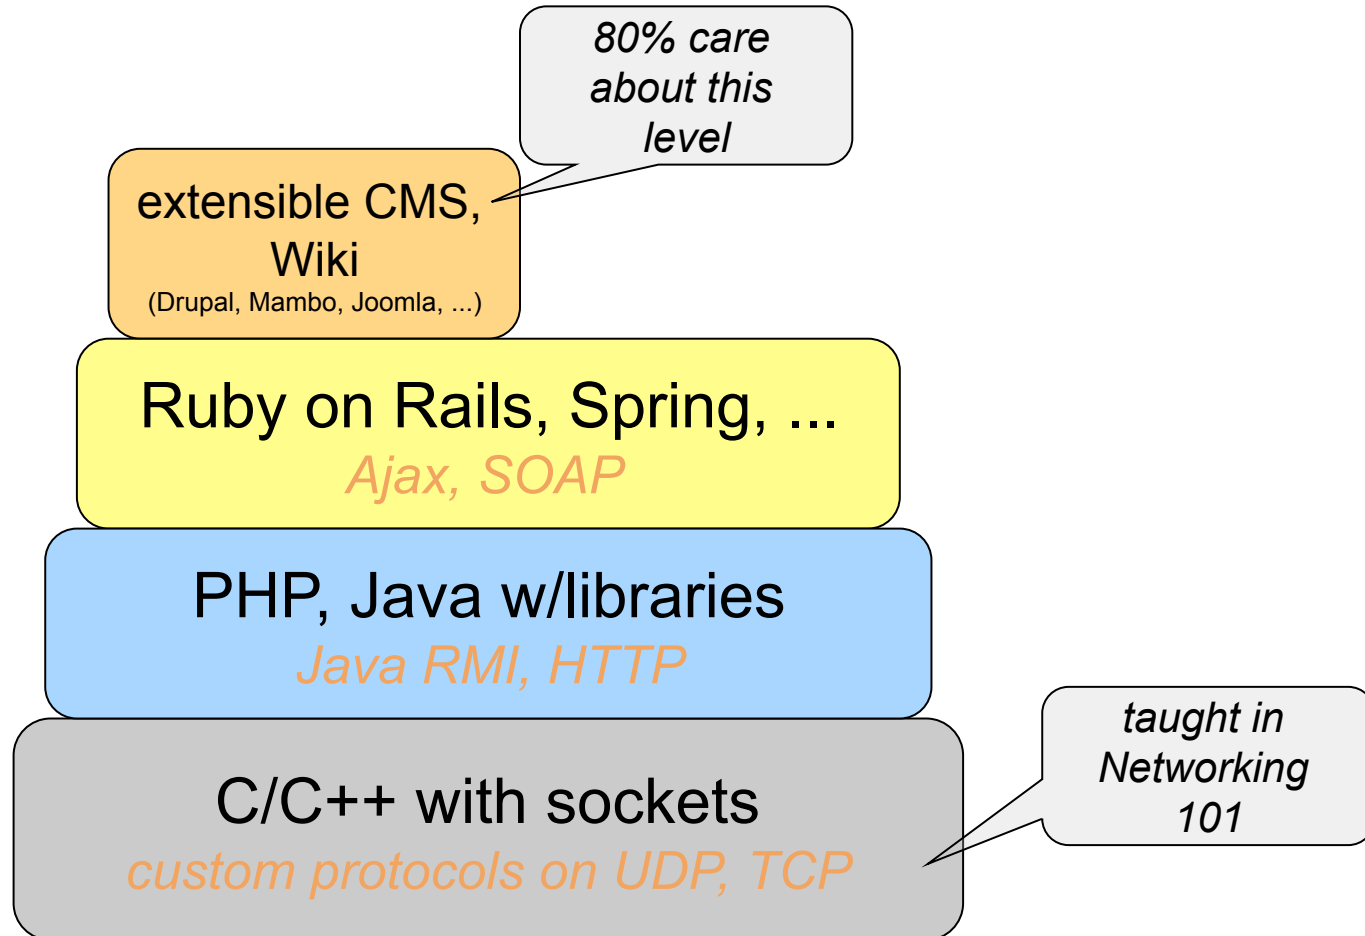 80% care
about this
level
extensible CMS,
Wiki
(Drupal, Mambo, Joomla, ...)
Ruby on Rails, Spring, ...
Ajax, SOAP
PHP, Java w/libraries
Java RMI, HTTP
C/C++ with sockets
custom protocols on UDP, TCP
taught in
Networking
101